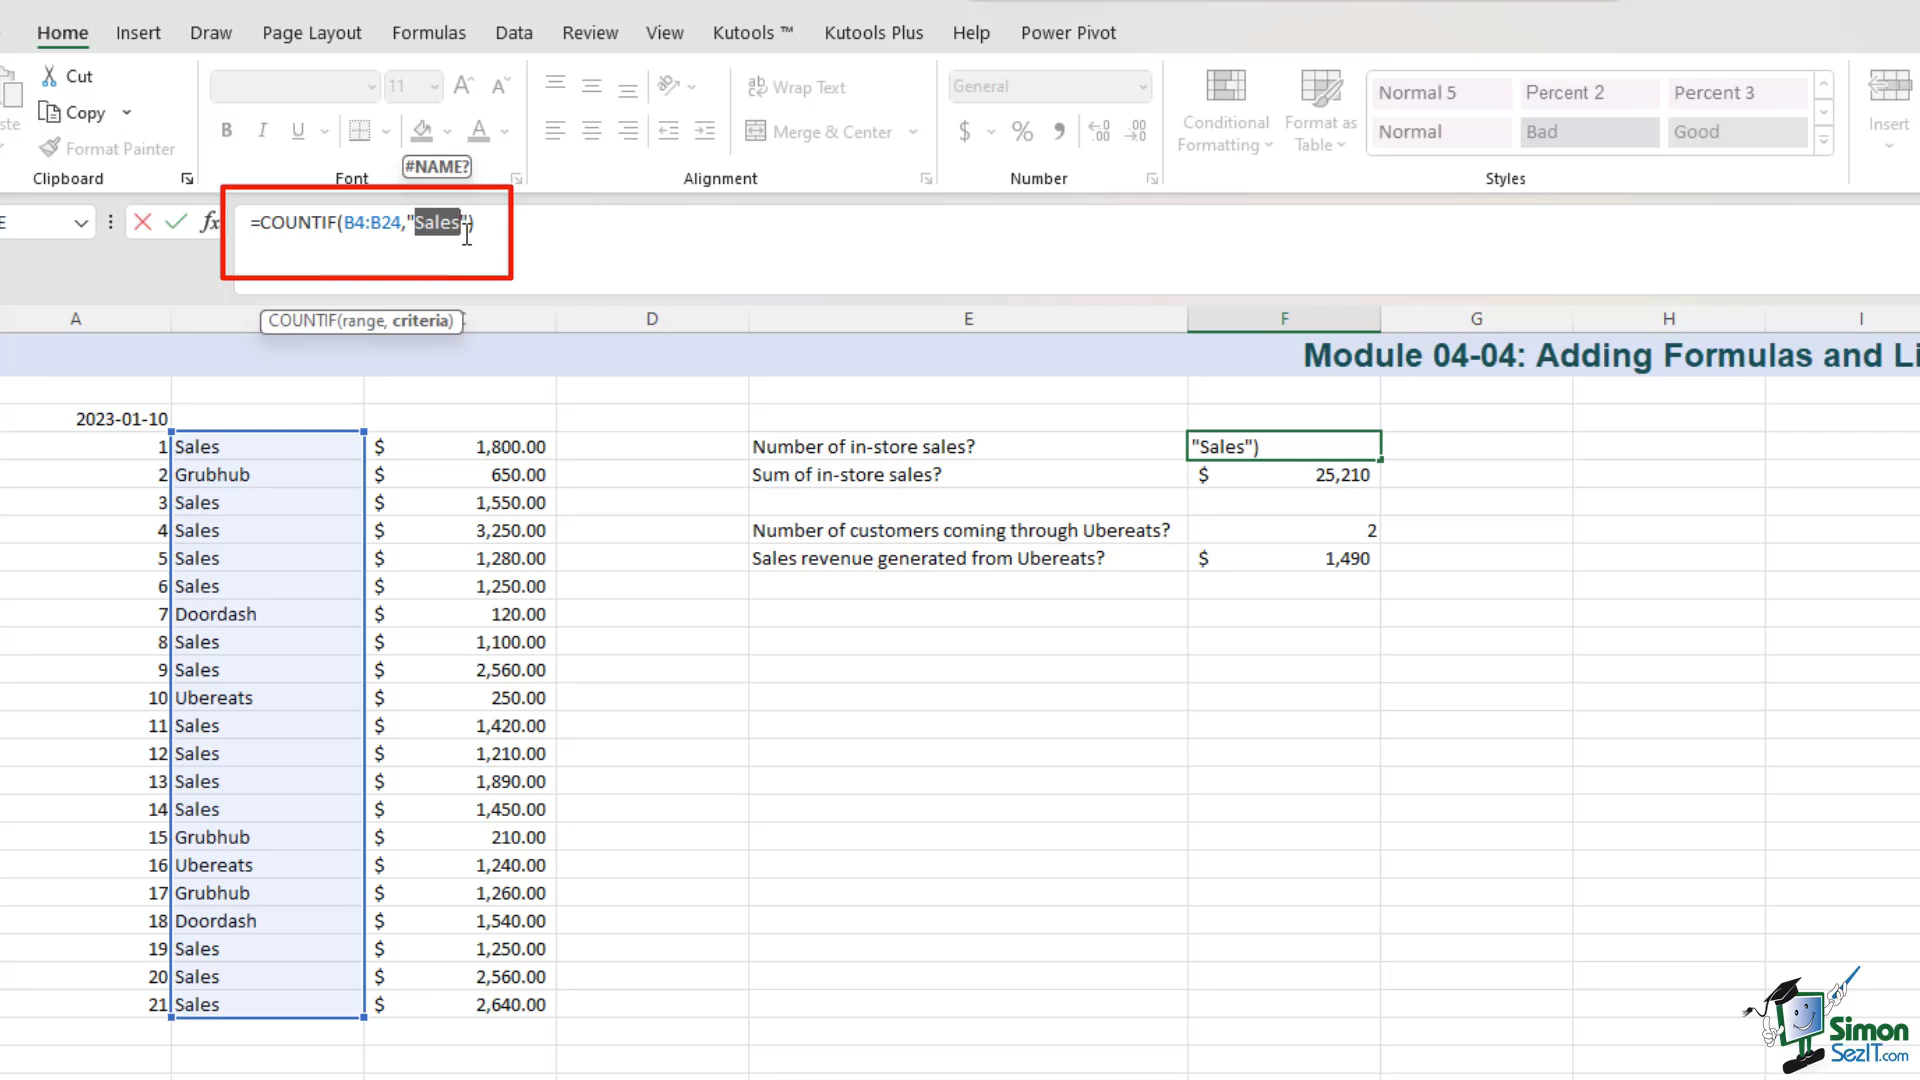 Home Insert Draw Page Layout Formulas Data Review View Kutools ™ Kutools Plus Help Power Pivot
Cut
Copy
Format Painter
Clipboard
11
B I U
Font
#NAME?
Wrap Text
Merge & Center
Alignment
General
$ % 9
Number
Conditional Formatting
Format as Table
Normal 5 Percent 2 Percent 3
Normal Bad Good
Styles
Insert
fx =COUNTIF(B4:B24,"Sales")
COUNTIF(range, criteria)
A D E F G H I
Module 04-04: Adding Formulas and Li
2023-01-10
1 Sales $ 1,800.00 Number of in-store sales? "Sales")
2 Grubhub $ 650.00 Sum of in-store sales? $ 25,210
3 Sales $ 1,550.00
4 Sales $ 3,250.00 Number of customers coming through Ubereats? 2
5 Sales $ 1,280.00 Sales revenue generated from Ubereats? $ 1,490
6 Sales $ 1,250.00
7 Doordash $ 120.00
8 Sales $ 1,100.00
9 Sales $ 2,560.00
10 Ubereats $ 250.00
11 Sales $ 1,420.00
12 Sales $ 1,210.00
13 Sales $ 1,890.00
14 Sales $ 1,450.00
15 Grubhub $ 210.00
16 Ubereats $ 1,240.00
17 Grubhub $ 1,260.00
18 Doordash $ 1,540.00
19 Sales $ 1,250.00
20 Sales $ 2,560.00
21 Sales $ 2,640.00
Simon
SezIT.com